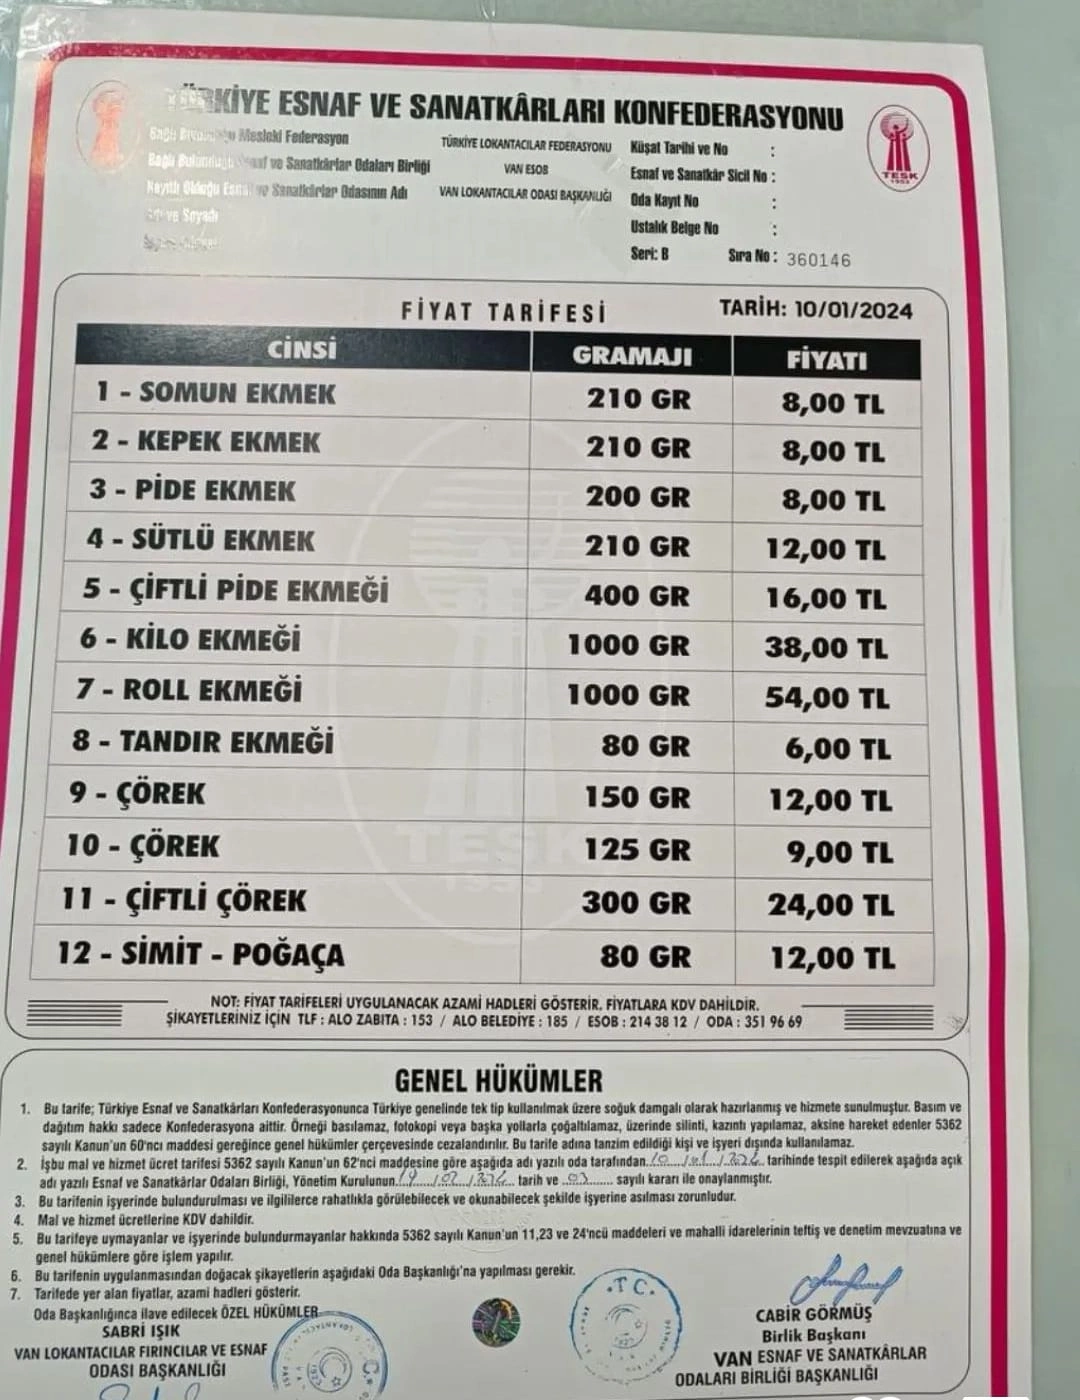 TÜRKİYE ESNAF VE SANATKÂRLARI KONFEDERASYONU
Mesleki Federasyon TÜRKİYE LOKANTACILAR FEDERASYONU Küşat Tarihi ve No :
Bağlı Bulunduğu Esnaf ve Sanatkârlar Odaları Birliği VAN ESOB Esnaf ve Sanatkâr Sicil No :
Kayıtlı Olduğu Esnaf ve Sanatkârlar Odasının Adı VAN LOKANTACILAR ODASI BAŞKANLIĞI Oda Kayıt No :
Adı ve Soyadı Ustalık Belge No :
Seri: B Sıra No : 360146
TESK
1953
FİYAT TARİFESİ TARİH: 10/01/2024
CİNSİ GRAMAJI FİYATI
1 - SOMUN EKMEK 210 GR 8,00 TL
2 - KEPEK EKMEK 210 GR 8,00 TL
3 - PİDE EKMEK 200 GR 8,00 TL
4 - SÜTLÜ EKMEK 210 GR 12,00 TL
5 - ÇİFTLİ PİDE EKMEĞİ 400 GR 16,00 TL
6 - KİLO EKMEĞİ 1000 GR 38,00 TL
7 - ROLL EKMEĞİ 1000 GR 54,00 TL
8 - TANDIR EKMEĞİ 80 GR 6,00 TL
9 - ÇÖREK 150 GR 12,00 TL
10 - ÇÖREK 125 GR 9,00 TL
11 - ÇİFTLİ ÇÖREK 300 GR 24,00 TL
12 - SİMİT - POĞAÇA 80 GR 12,00 TL
TESK
1953
NOT: FİYAT TARİFELERİ UYGULANACAK AZAMİ HADLERİ GÖSTERİR. FİYATLARA KDV DAHİLDİR.
ŞİKAYETLERİNİZ İÇİN TLF : ALO ZABITA : 153 / ALO BELEDİYE : 185 / ESOB : 214 38 12 / ODA : 351 96 69
GENEL HÜKÜMLER
1. Bu tarife; Türkiye Esnaf ve Sanatkârları Konfederasyonunca Türkiye genelinde tek tip kullanılmak üzere soğuk damgalı olarak hazırlanmış ve hizmete sunulmuştur. Basım ve
dağıtım hakkı sadece Konfederasyona aittir. Örneği basılamaz, fotokopi veya başka yollarla çoğaltılamaz, üzerinde silinti, kazıntı yapılamaz, aksine hareket edenler 5362
sayılı Kanun'un 60'ncı maddesi gereğince genel hükümler çerçevesinde cezalandırılır. Bu tarife adına tanzim edildiği kişi ve işyeri dışında kullanılamaz.
2. İşbu mal ve hizmet ücret tarifesi 5362 sayılı Kanun'un 62'nci maddesine göre aşağıda adı yazılı oda tarafından 10/01/2024 tarihinde tespit edilerek aşağıda açık
adı yazılı Esnaf ve Sanatkârlar Odaları Birliği, Yönetim Kurulunun tarih ve 03 sayılı kararı ile onaylanmıştır.
3. Bu tarifenin işyerinde bulundurulması ve ilgililerce rahatlıkla görülebilecek ve okunabilecek şekilde işyerine asılması zorunludur.
4. Mal ve hizmet ücretlerine KDV dahildir.
5. Bu tarifeye uymayanlar ve işyerinde bulundurmayanlar hakkında 5362 sayılı Kanun'un 11,23 ve 24'ncü maddeleri ve mahalli idarelerinin teftiş ve denetim mevzuatına ve
genel hükümlere göre işlem yapılır.
6. Bu tarifenin uygulanmasından doğacak şikayetlerin aşağıdaki Oda Başkanlığı'na yapılması gerekir.
7. Tarifede yer alan fiyatlar, azami hadleri gösterir.
Oda Başkanlığınca ilave edilecek ÖZEL HÜKÜMLER
SABRI IŞIK
VAN LOKANTACILAR FIRINCILAR VE ESNAF
ODASI BAŞKANLIĞI
T.C.
CABİR GÖRMÜŞ
Birlik Başkanı
VAN ESNAF VE SANATKÂRLAR
ODALARI BİRLİĞİ BAŞKANLIĞI